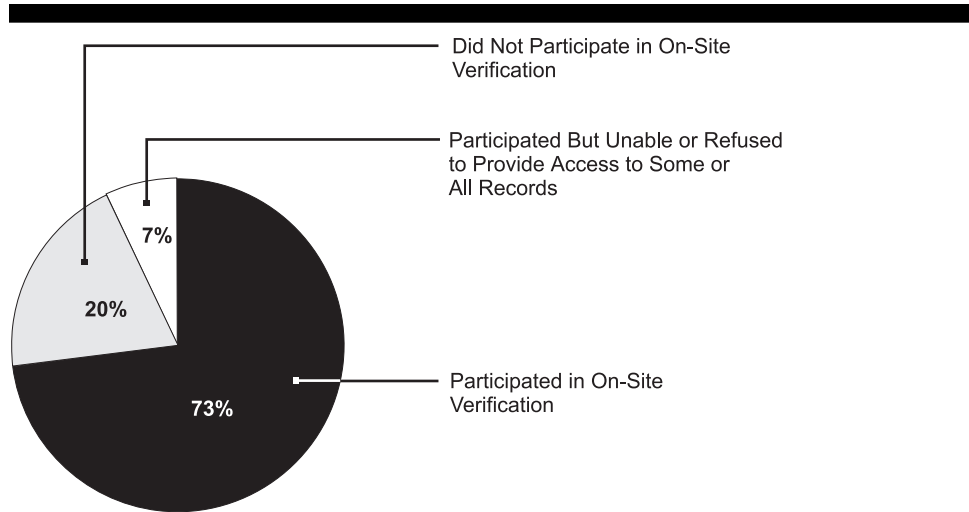 Did Not Participate in On-Site
Verification
Participated But Unable or Refused
to Provide Access to Some or
All Records
7%
20%
Participated in On-Site
Verification
73%